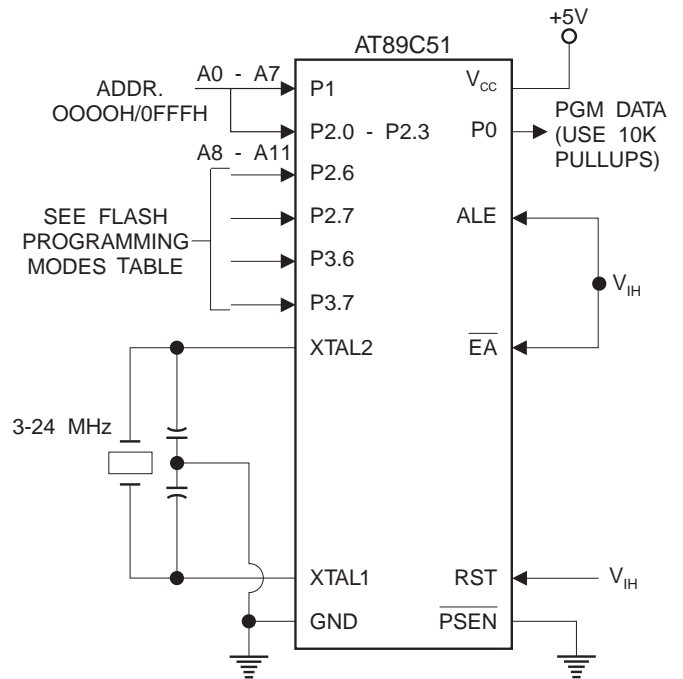 +5V
AT89C51
A0 - A7
ADDR.
OOOOH/0FFFH
P1
VCC
PGM DATA
(USE 10K
PULLUPS)
P2.0 - P2.3
P0
A8 - A11
P2.6
SEE FLASH
PROGRAMMING
MODES TABLE
P2.7
ALE
P3.6
VIH
P3.7
XTAL2
EA
3-24 MHz
XTAL1
RST
VIH
GND
PSEN